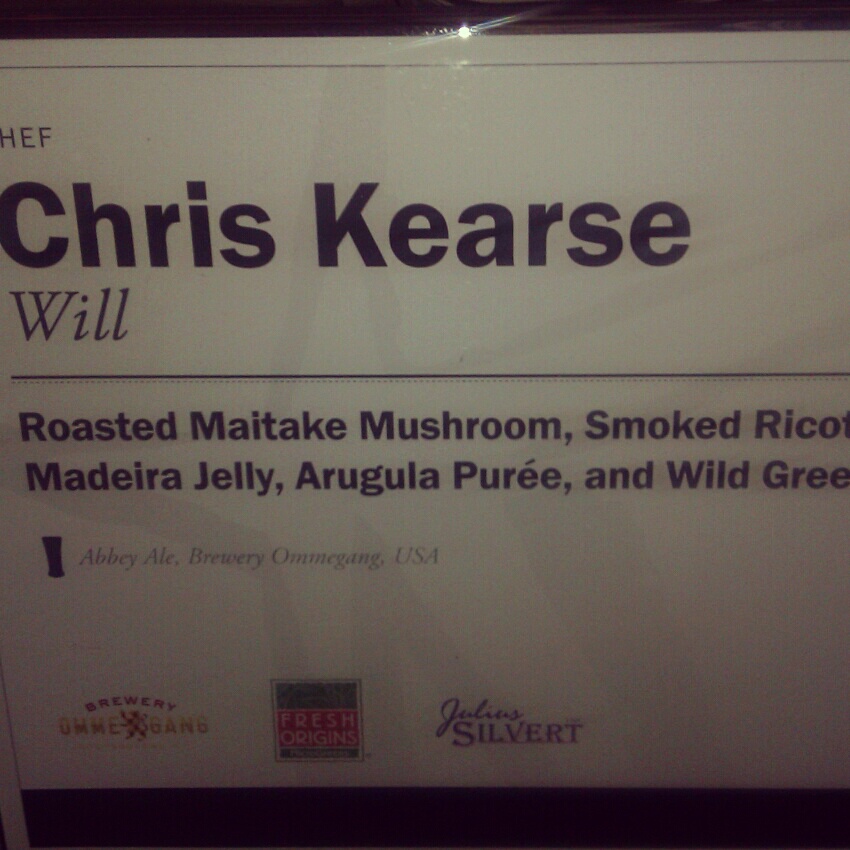 HEF
Chris Kearse
Will
Roasted Maitake Mushroom, Smoked Ricot
Madeira Jelly, Arugula Purée, and Wild Gree
Abbey Ale, Brewery Ommegang, USA
BREWERY
OMMEGANG
FRESH
ORIGINS
Julius
SILVERT